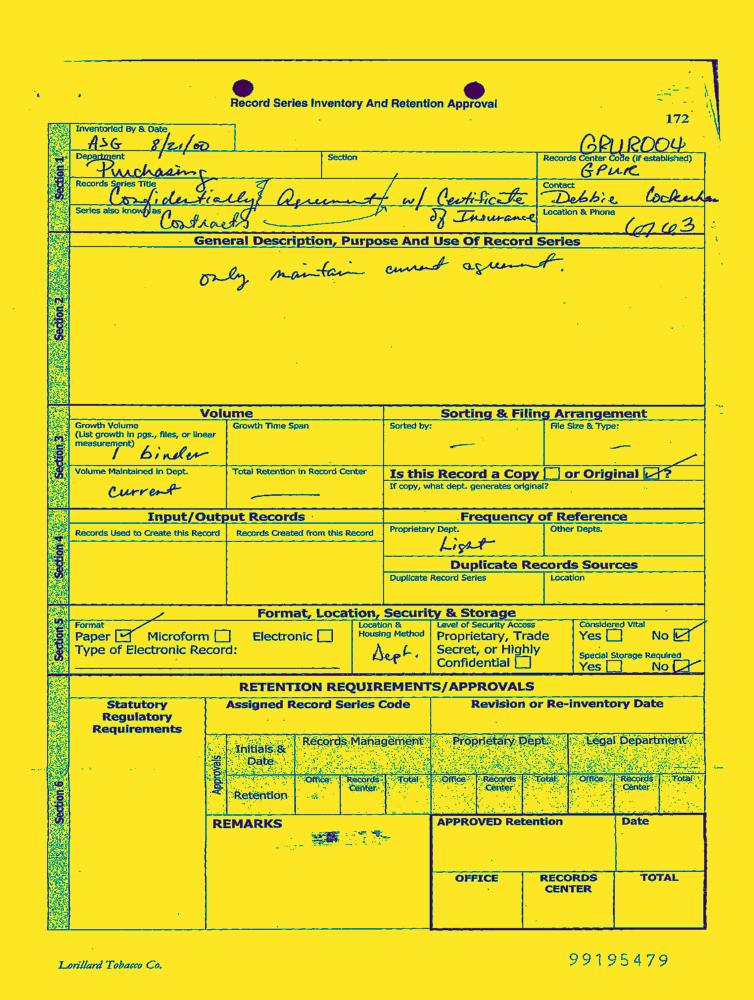 Record Series Inventory And Retention Approval
172
Inventoried By & Date
ASG 8/21/00
GPUR004
Department
Section
Records Center Code (if established)
Purchasing
GPUR
Records Series Title
Contact
Confidentiality Agreement w/ Certificate
Debbie
Series also known as
Location & Phone
Contracts
of Insurance
6763
General Description, Purpose And Use Of Record Series
only maintain current agreement.
Section 1
Section 2
Section 3
Section 4
Section 5
Section 6
Volume
Sorting & Filing Arrangement
Growth Volume
(List growth in pgs., files, or linear
measurement)
Growth Time Span
Sorted by:
File Size & Type:
1 binder
Volume Maintained in Dept.
Total Retention in Record Center
Is this Record a Copy or Original ?
If copy, what dept. generates original?
current
Input/Output Records
Frequency of Reference
Records Used to Create this Record
Records Created from this Record
Proprietary Dept.
Other Depts.
Light
Duplicate Records Sources
Duplicate Record Series
Location
Format, Location, Security & Storage
Format
Paper Microform Electronic
Type of Electronic Record:
Location &
Housing Method
Dept.
Level of Security Access
Proprietary, Trade
Secret, or Highly
Confidential
Considered Vital
Yes No
Special Storage Required
Yes No
RETENTION REQUIREMENTS/APPROVALS
Statutory
Regulatory
Requirements
Assigned Record Series Code
Revision or Re-inventory Date
Approvals
Initials &
Date
Records Management
Proprietary Dept.
Legal Department
Retention
Office
Records
Center
Total
Office
Records
Center
Total
Office
Records
Center
Total
REMARKS
APPROVED Retention
Date
OFFICE
RECORDS
CENTER
TOTAL
Lorillard Tobacco Co.
99195479